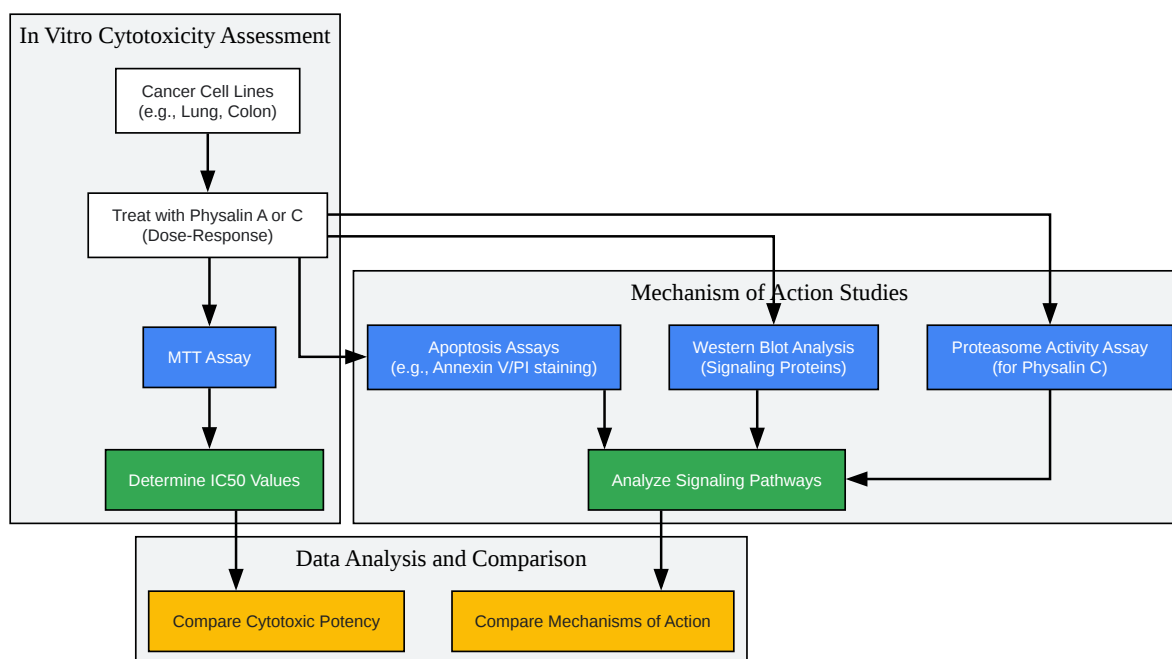 In Vitro Cytotoxicity Assessment
Cancer Cell Lines
(e.g., Lung, Colon)
Treat with Physalin A or C
(Dose-Response)
Mechanism of Action Studies
MTT Assay
Apoptosis Assays
(e.g., Annexin V/PI staining)
Western Blot Analysis
(Signaling Proteins)
Proteasome Activity Assay
(for Physalin C)
Determine IC50 Values
Analyze Signaling Pathways
Data Analysis and Comparison
Compare Cytotoxic Potency
Compare Mechanisms of Action